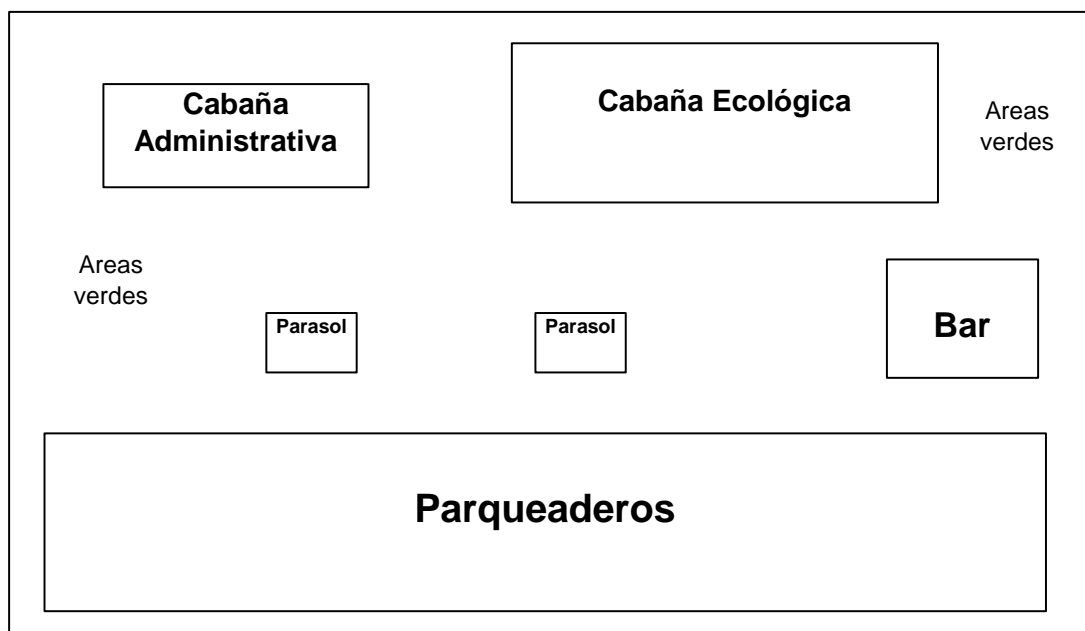 Cabaña
Administrativa
Cabaña Ecológica
Areas
verdes
Areas
verdes
Parasol
Parasol
Bar
Parqueaderos